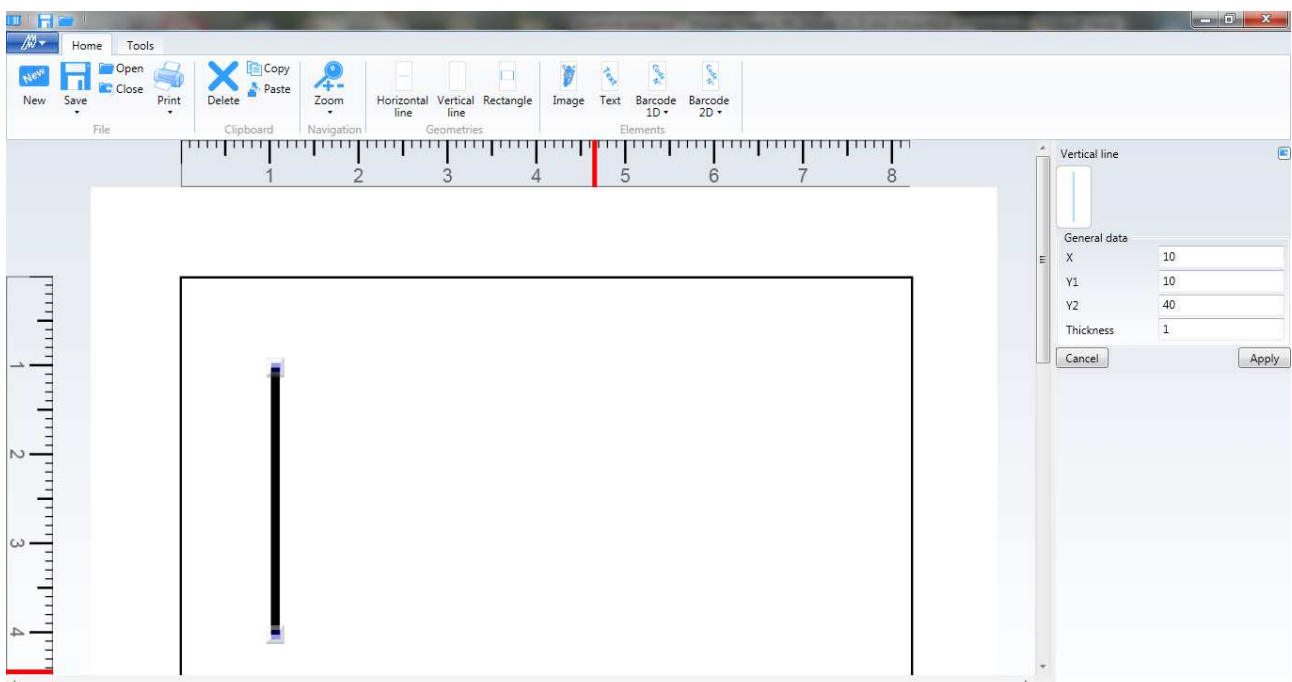 Home Tools
New
New Save Open Close Print Delete Copy Paste Zoom Horizontal line Vertical line Rectangle Image Text Barcode 1D Barcode 2D
File Clipboard Navigation Geometries Elements
1 2 3 4 5 6 7 8
Vertical line
General data
X 10
Y1 10
Y2 40
Thickness 1
Cancel Apply
1
2
3
4